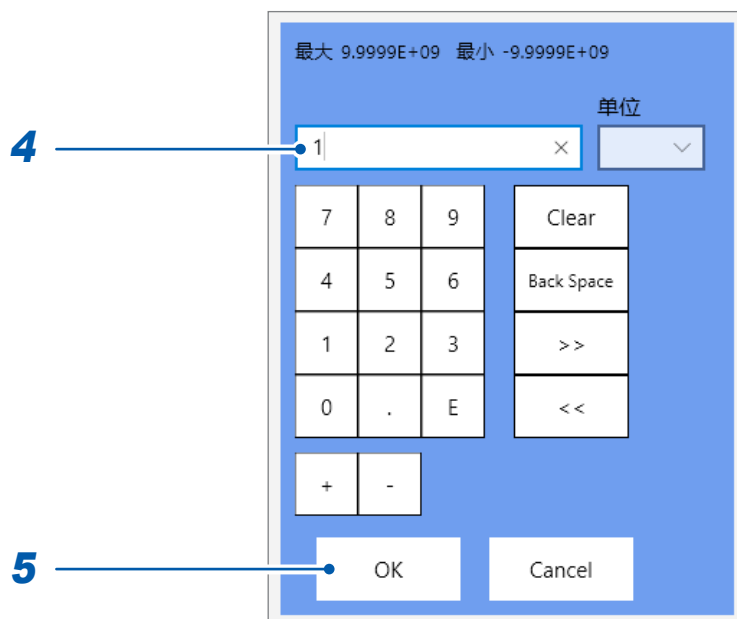 最大 9.9999E+09 最小 -9.9999E+09
单位
4
1 ×
7 8 9 Clear
4 5 6 Back Space
1 2 3 >>
0 . E <<
+ -
5
OK Cancel